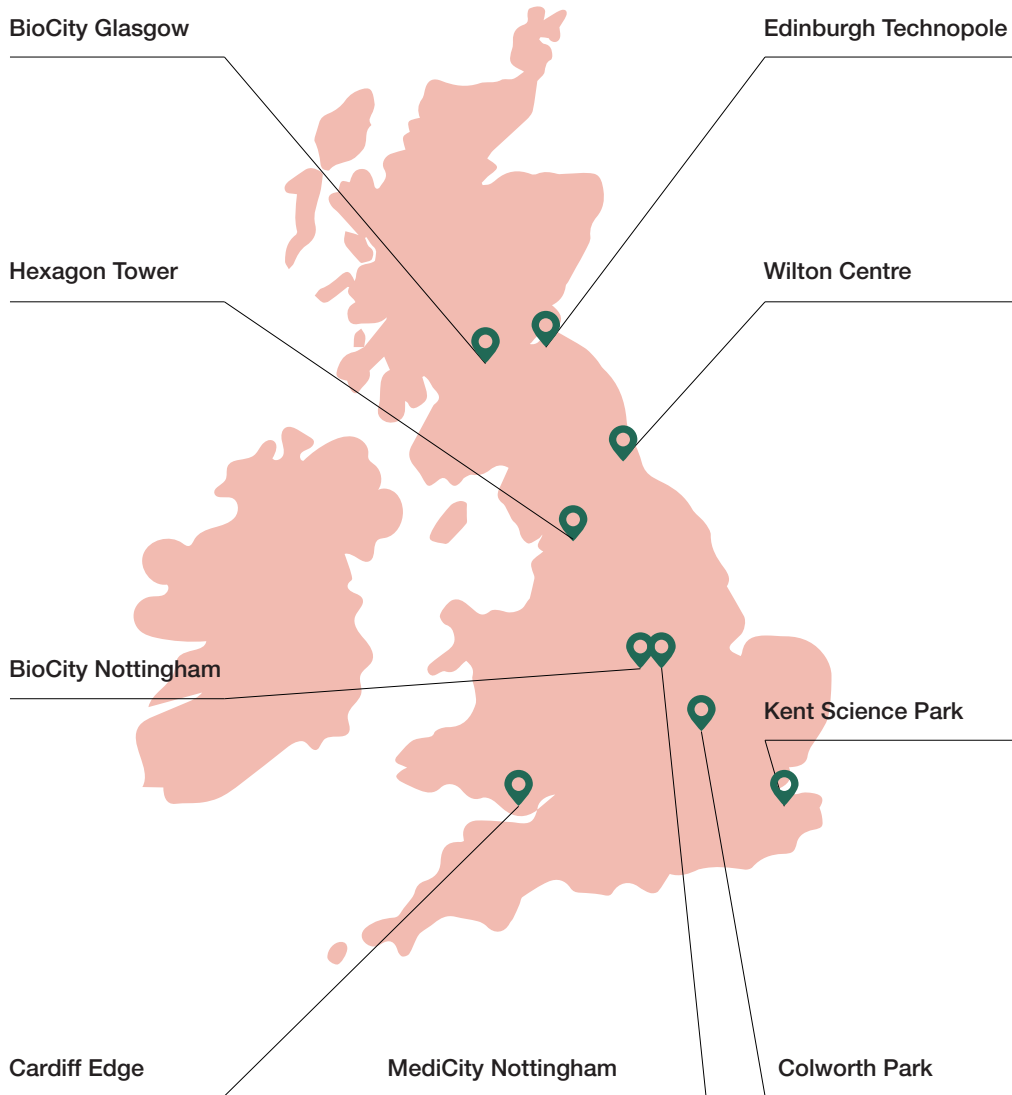 BioCity Glasgow
Edinburgh Technopole
Hexagon Tower
Wilton Centre
BioCity Nottingham
Kent Science Park
Cardiff Edge
MediCity Nottingham
Colworth Park